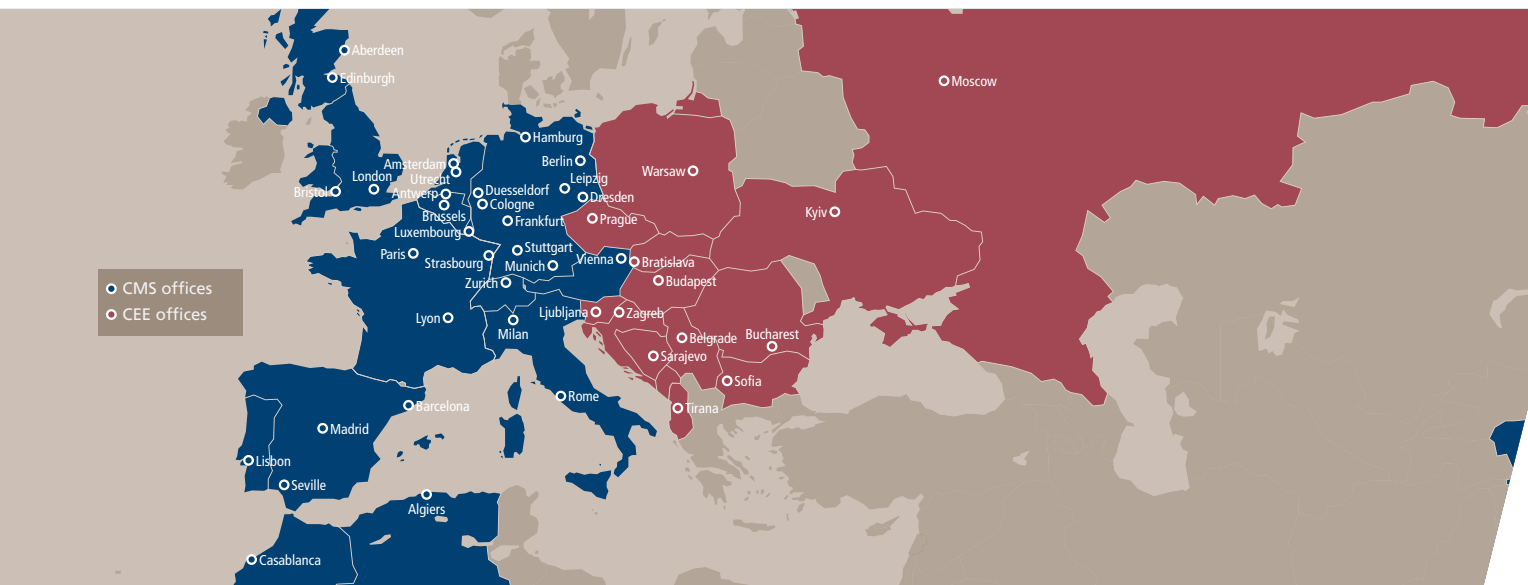 Aberdeen
Edinburgh
Moscow
Hamburg
Berlin
Amsterdam
Warsaw
London
Utrecht
Leipzig
Bristol
Antwerp
Duesseldorf
Dresden
Cologne
Kyiv
Brussels
Frankfurt
Prague
Luxembourg
Paris
Stuttgart
Strasbourg
Munich
Vienna
Bratislava
Zurich
Budapest
CMS offices
CEE offices
Lyon
Milan
Ljubljana
Zagreb
Belgrade
Bucharest
Sarajevo
Sofia
Rome
Barcelona
Tirana
Madrid
Lisbon
Seville
Algiers
Casablanca